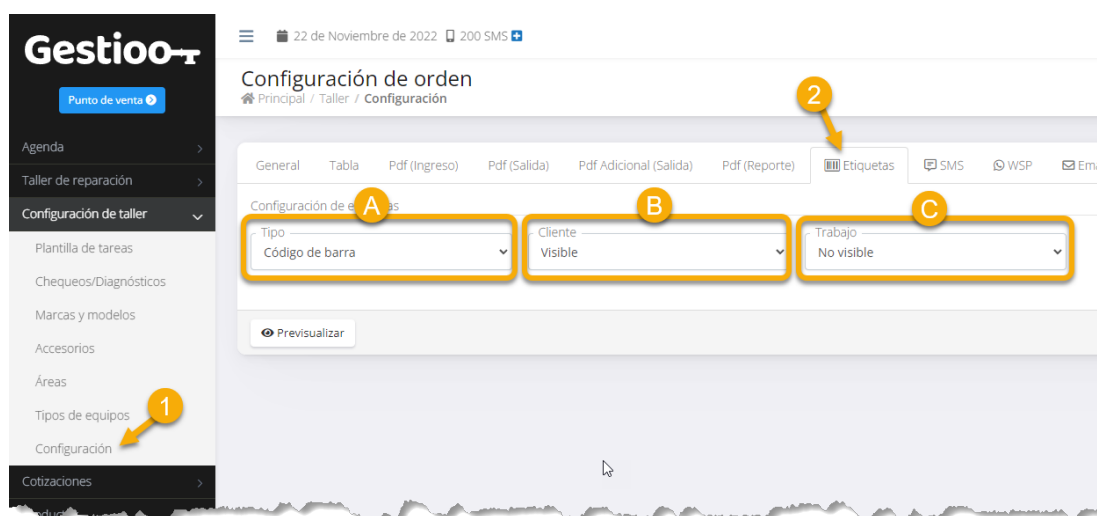 Gestioo
Punto de venta
Agenda
Taller de reparación
Configuración de taller
Plantilla de tareas
Chequeos/Diagnósticos
Marcas y modelos
Accesorios
Áreas
Tipos de equipos
1
Configuración
Cotizaciones
22 de Noviembre de 2022 200 SMS
Configuración de orden
Principal / Taller / Configuración
2
General Tabla Pdf (Ingreso) Pdf (Salida) Pdf Adicional (Salida) Pdf (Reporte) Etiquetas SMS WSP
Configuración de
A B C
Tipo Cliente Trabajo
Código de barra Visible No visible
Previsualizar